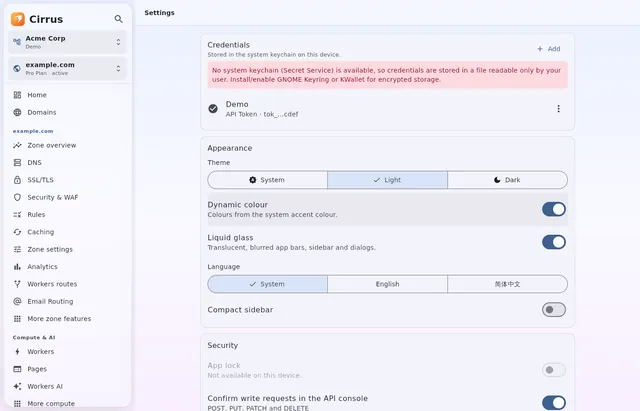 Cirrus
Acme Corp
Demo
example.com
Pro Plan · active
Home
Domains
example.com
Zone overview
DNS
SSL/TLS
Security & WAF
Rules
Caching
Zone settings
Analytics
Workers routes
Email Routing
More zone features
Compute & AI
Workers
Pages
Workers AI
More compute
Settings
Credentials
Stored in the system keychain on this device.
Add
No system keychain (Secret Service) is available, so credentials are stored in a file readable only by your
user. Install/enable GNOME Keyring or KWallet for encrypted storage.
Demo
API Token · tok_…cdef
Appearance
Theme
System
Light
Dark
Dynamic colour
Colours from the system accent colour.
Liquid glass
Translucent, blurred app bars, sidebar and dialogs.
Language
System
English
简体中文
Compact sidebar
Security
App lock
Not available on this device.
Confirm write requests in the API console
POST, PUT, PATCH and DELETE